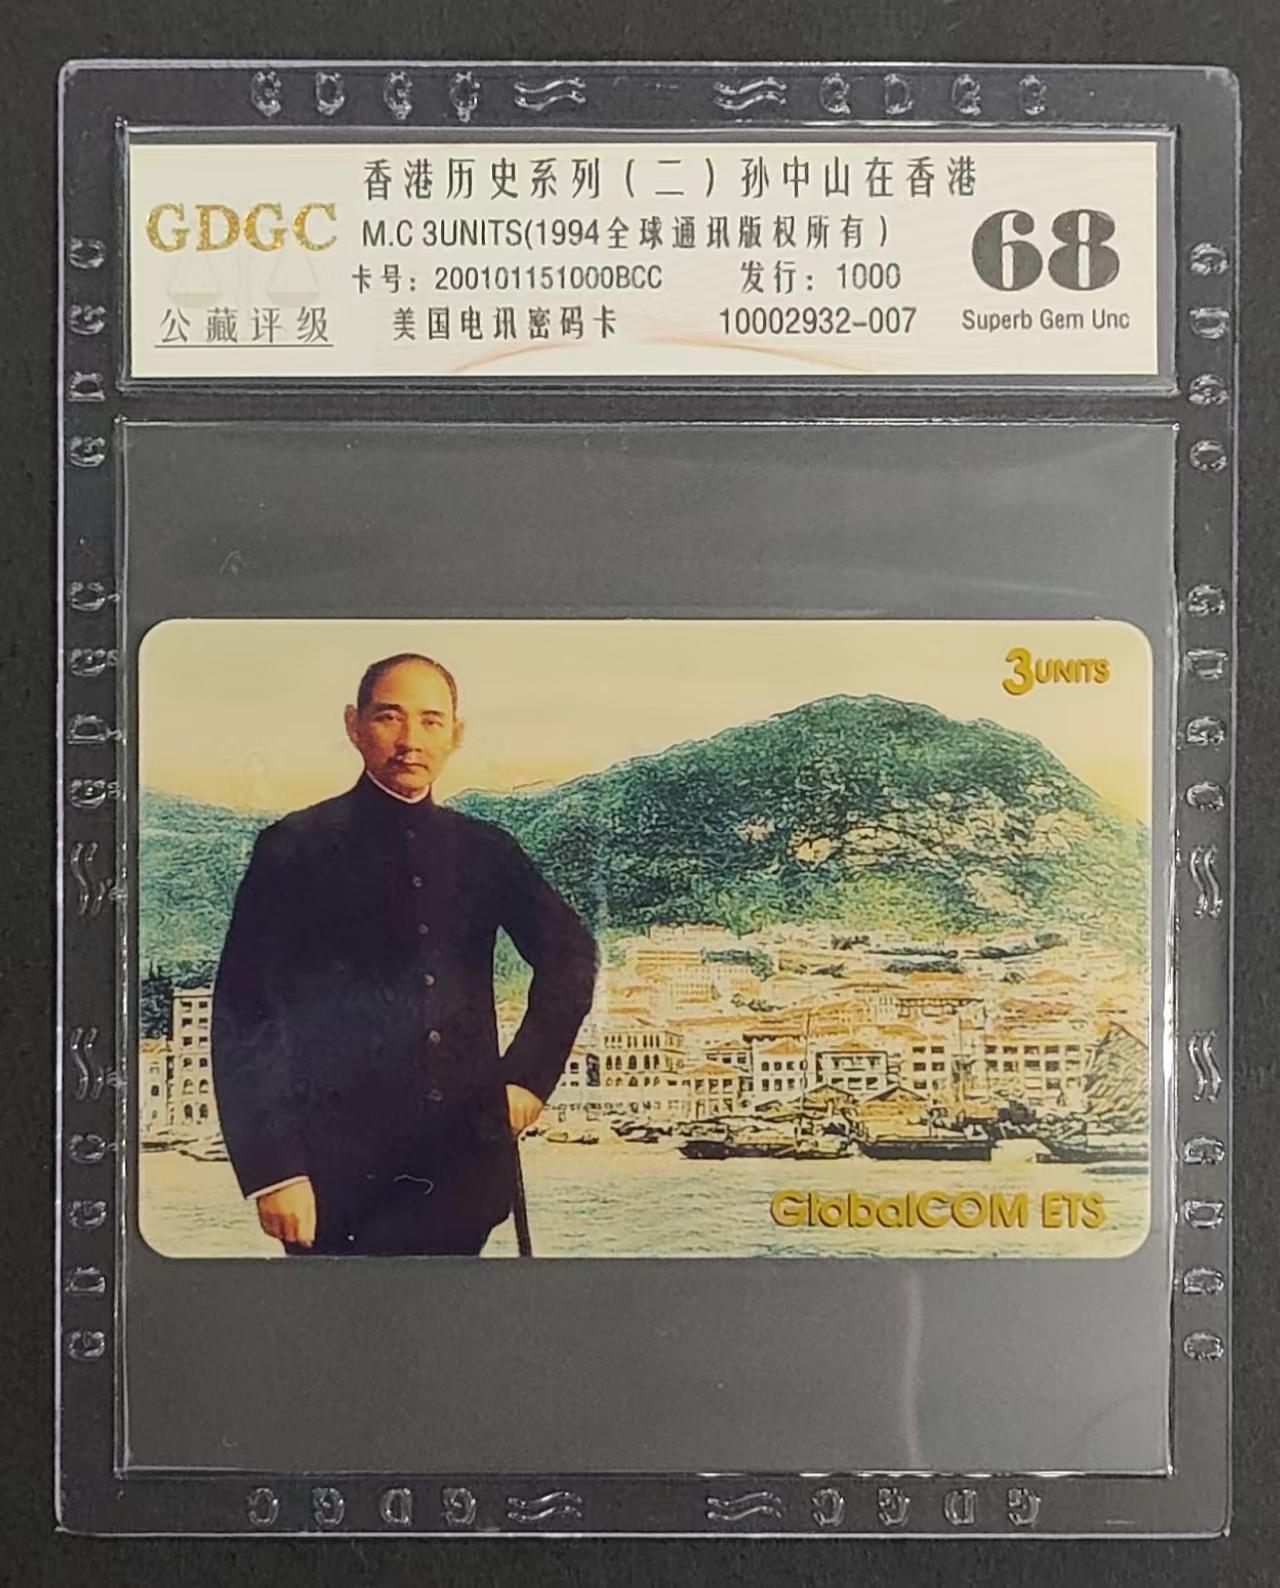 GDGC
GDGC
香港历史系列(二)孙中山在香港
GDGC
M.C 3UNITS(1994全球通讯版权所有)
68
卡号: 200101151000BCC
发行: 1000
公藏评级
美国电讯密码卡
10002932-007
Superb Gem Unc
3UNITS
GlobalCOM ETS